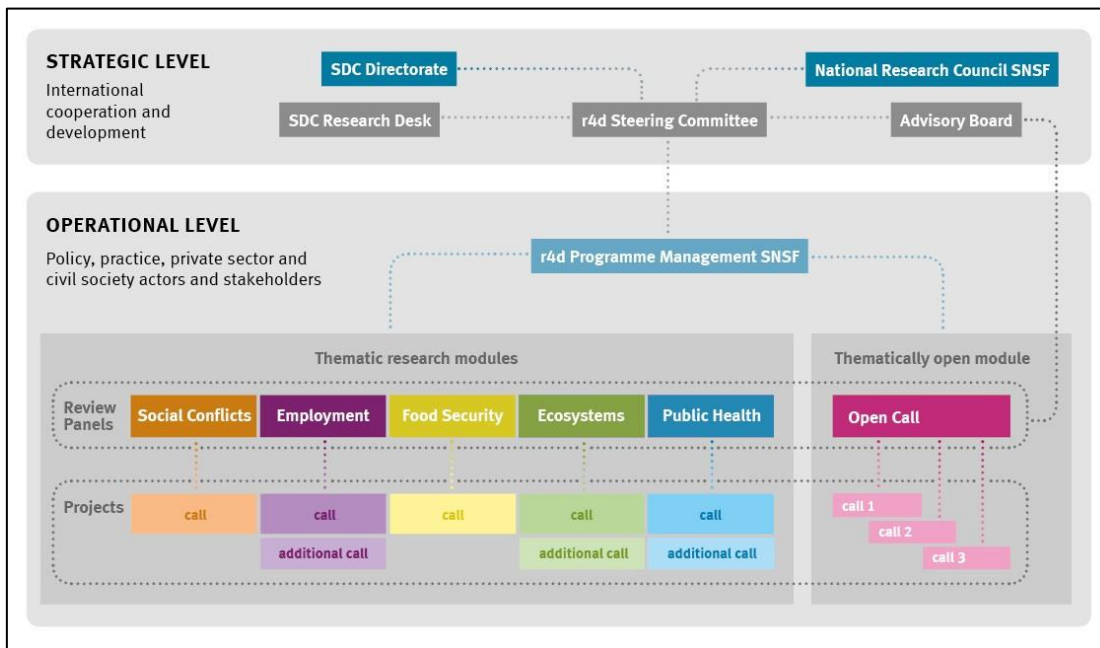 STRATEGIC LEVEL
International
cooperation and
development
SDC Directorate
National Research Council SNSF
SDC Research Desk
r4d Steering Committee
Advisory Board
OPERATIONAL LEVEL
Policy, practice, private sector and
civil society actors and stakeholders
r4d Programme Management SNSF
Thematic research modules
Thematically open module
Review
Panels
Social Conflicts
Employment
Food Security
Ecosystems
Public Health
Open Call
Projects
call
call
call
call
call
additional call
additional call
additional call
call 1
call 2
call 3